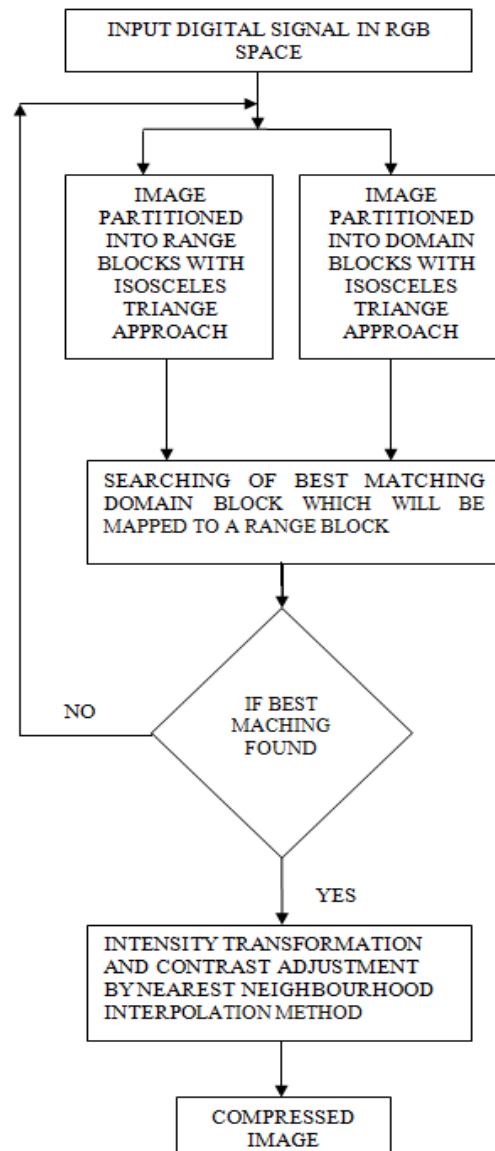 INPUT DIGITAL SIGNAL IN RGB
SPACE
IMAGE
PARTITIONED
INTO RANGE
BLOCKS WITH
ISOSCELES
TRIANGE
APPROACH
IMAGE
PARTITIONED
INTO DOMAIN
BLOCKS WITH
ISOSCELES
TRIANGE
APPROACH
SEARCHING OF BEST MATCHING
DOMAIN BLOCK WHICH WILL BE
MAPPED TO A RANGE BLOCK
IF BEST
MACHING
FOUND
NO
YES
INTENSITY TRANSFORMATION
AND CONTRAST ADJUSTMENT
BY NEAREST NEIGHBOURHOOD
INTERPOLATION METHOD
COMPRESSED
IMAGE